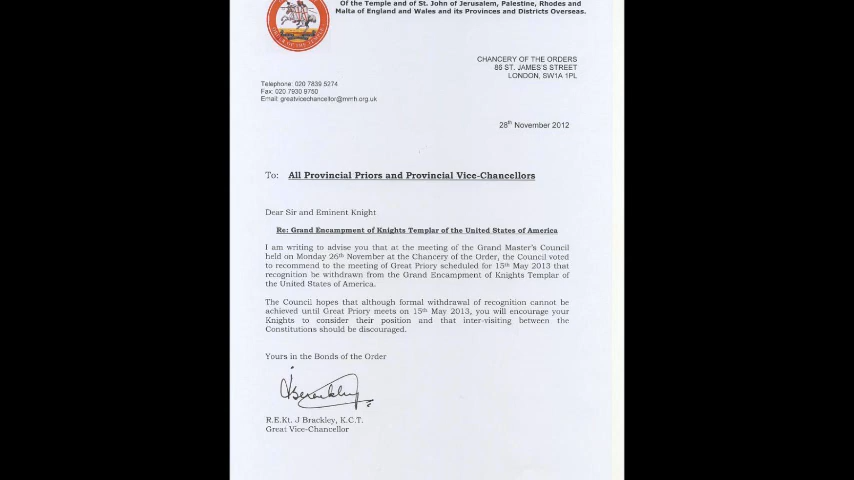 Of the Temple and of St. John of Jerusalem, Palestine, Rhodes and
Malta of England and Wales and its Provinces and Districts Overseas.
CHANCERY OF THE ORDERS
86 ST. JAMES'S STREET
LONDON, SW1A 1PL
Telephone: 020 7839 5274
Fax: 020 7930 9750
Email: greatvicechancellor@mmh.org.uk
28th November 2012
To: All Provincial Priors and Provincial Vice-Chancellors
Dear Sir and Eminent Knight
Re: Grand Encampment of Knights Templar of the United States of America
I am writing to advise you that at the meeting of the Grand Master's Council
held on Monday 26th November at the Chancery of the Order, the Council voted
to recommend to the meeting of Great Priory scheduled for 15th May 2013 that
recognition be withdrawn from the Grand Encampment of Knights Templar of
the United States of America.
The Council hopes that although formal withdrawal of recognition cannot be
achieved until Great Priory meets on 15th May 2013, you will encourage your
Knights to consider their position and that inter-visiting between the
Constitutions should be discouraged.
Yours in the Bonds of the Order
R.E.Kt. J Brackley, K.C.T.
Great Vice-Chancellor